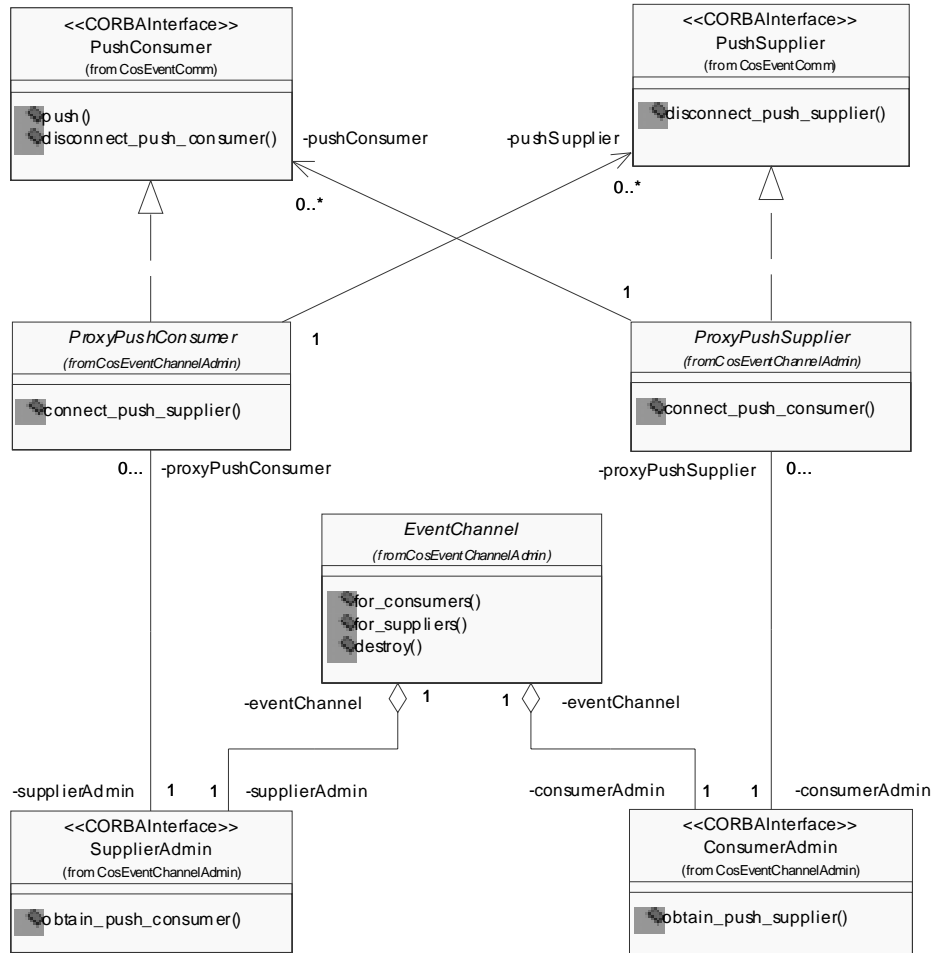 <<CORBAInterface>>
PushConsumer
(from CosEventComm)
push()
disconnect_push_consumer()
<<CORBAInterface>>
PushSupplier
(from CosEventComm)
disconnect_push_supplier()
-pushConsumer
-pushSupplier
0..*
0..*
1
1
ProxyPushConsumer
(fromCosEventChannelAdmin)
connect_push_supplier()
ProxyPushSupplier
(fromCosEventChannelAdmin)
connect_push_consumer()
0... -proxyPushConsumer
-proxyPushSupplier 0...
EventChannel
(fromCosEventChannelAdmin)
for_consumers()
for_suppliers()
destroy()
-eventChannel 1
1 -eventChannel
-supplierAdmin 1
1 -supplierAdmin
-consumerAdmin 1
1 -consumerAdmin
<<CORBAInterface>>
SupplierAdmin
(from CosEventChannelAdmin)
obtain_push_consumer()
<<CORBAInterface>>
ConsumerAdmin
(from CosEventChannelAdmin)
obtain_push_supplier()